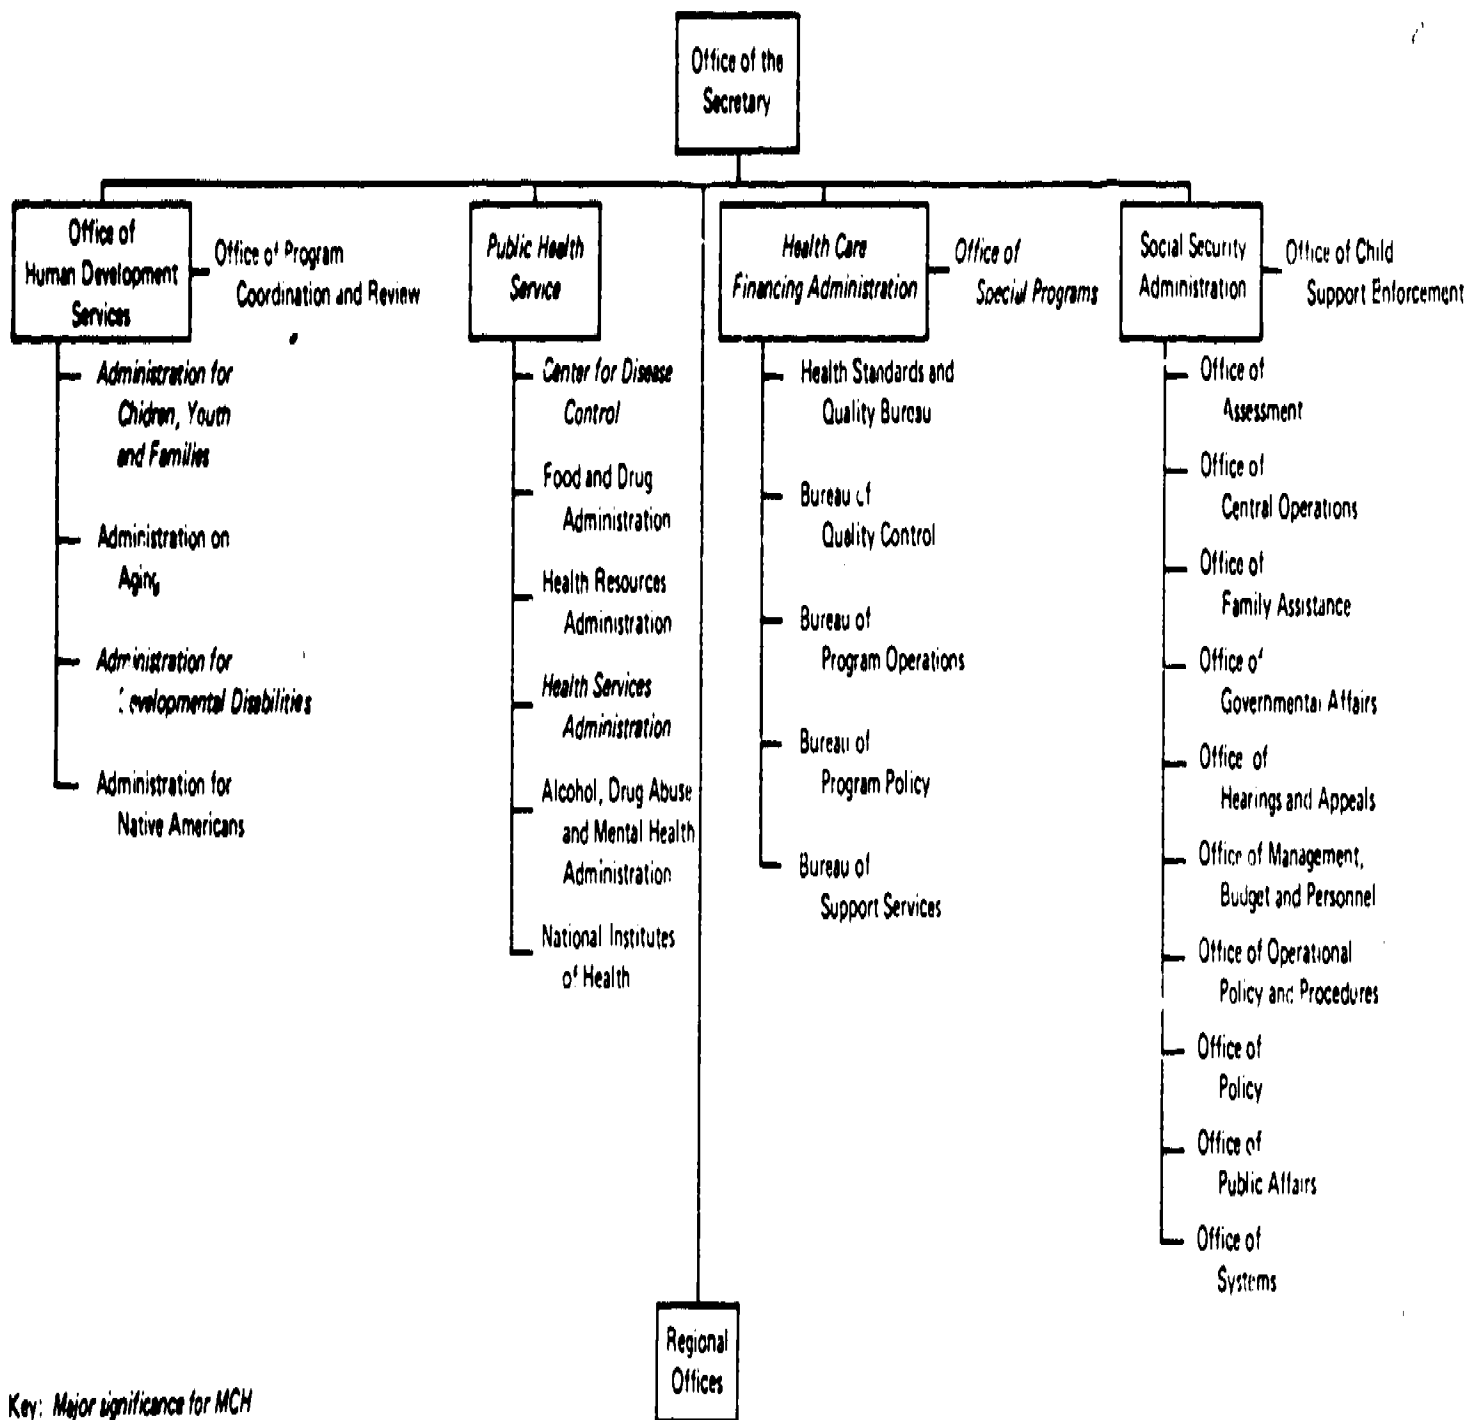 Office of the
Secretary
Office of
Human Development
Services
Office of Program
Coordination and Review
Administration for
Chidren, Youth
and Families
Administration on
Aging
Administration for
Developmental Disabilities
Administration for
Native Americans
Public Health
Service
Center for Disease
Control
Food and Drug
Administration
Health Resources
Administration
Health Services
Administration
Alcohol, Drug Abuse
and Mental Health
Administration
National Institutes
of Health
Health Care
Financing Administration
Office of
Special Programs
Health Standards and
Quality Bureau
Bureau of
Quality Control
Bureau of
Program Operations
Bureau of
Program Policy
Bureau of
Support Services
Social Security
Administration
Office of Child
Support Enforcement
Office of
Assessment
Office of
Central Operations
Office of
Family Assistance
Office of
Governmental Affairs
Office of
Hearings and Appeals
Office of Management,
Budget and Personnel
Office of Operational
Policy and Procedures
Office of
Policy
Office of
Public Affairs
Office of
Systems
Regional
Offices
Key: Major significance for MCH